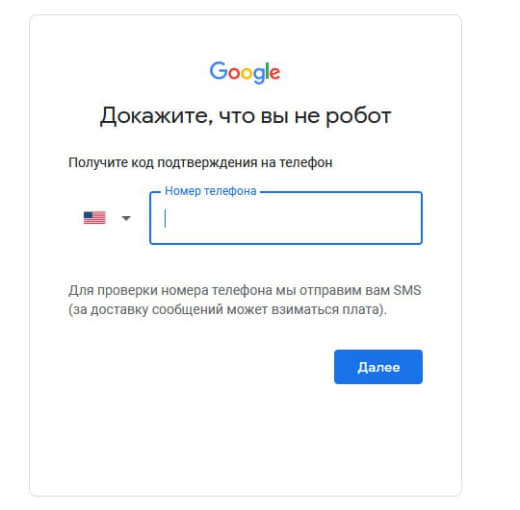 Google
Докажите, что вы не робот
Получите код подтверждения на телефон
Номер телефона
Для проверки номера телефона мы отправим вам SMS
(за доставку сообщений может взиматься плата).
Далее